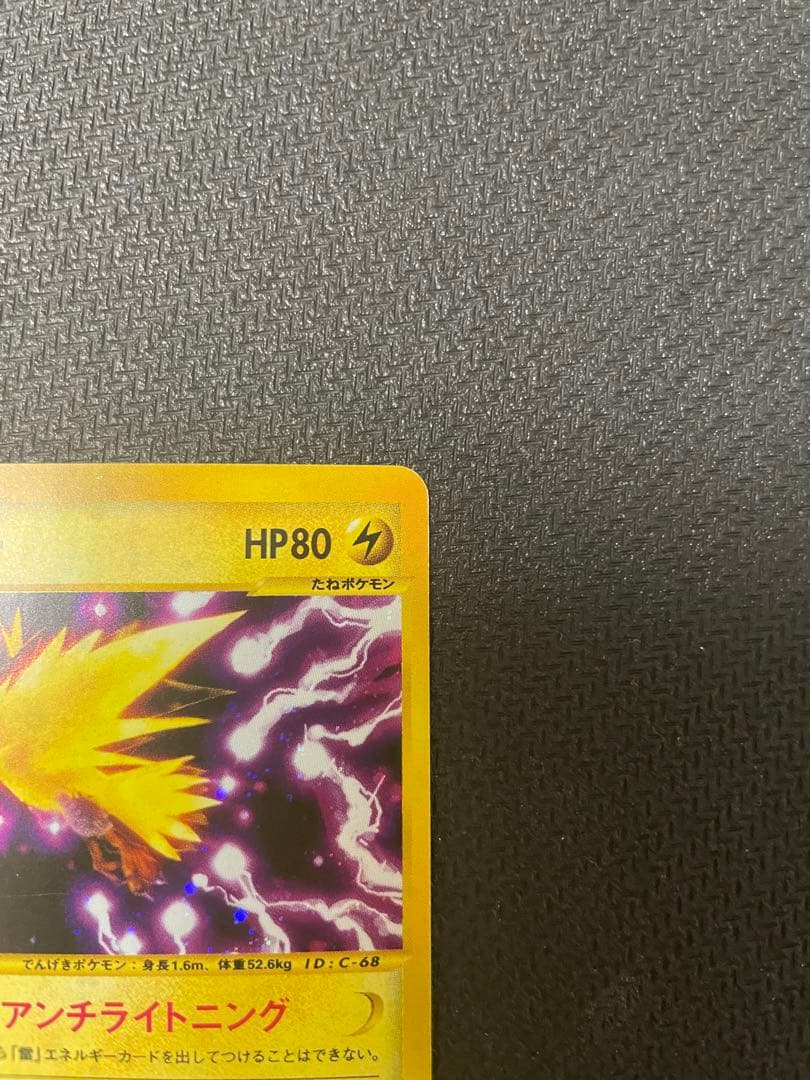 HP80
たねポケモン
でんげきポケモン：身長1.6m、体重52.6kg ID：C-68
アンチライトニング
「雷」エネルギーカードを出してつけることはできない。